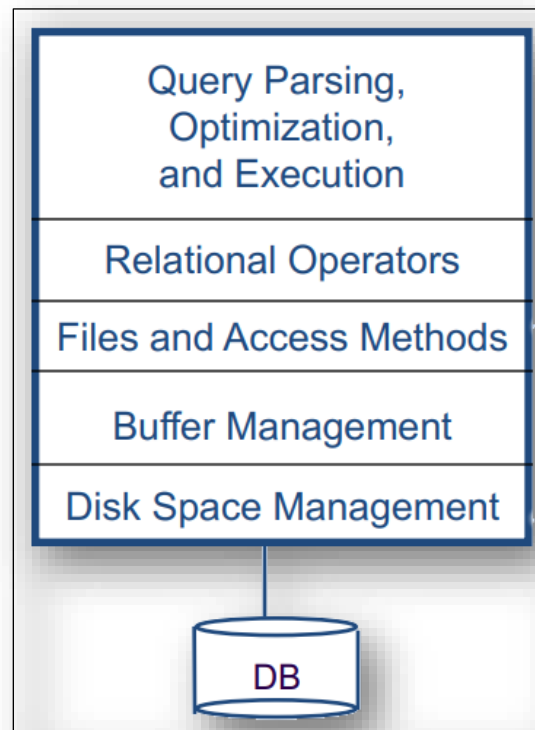 Query Parsing,
Optimization,
and Execution
Relational Operators
Files and Access Methods
Buffer Management
Disk Space Management
DB